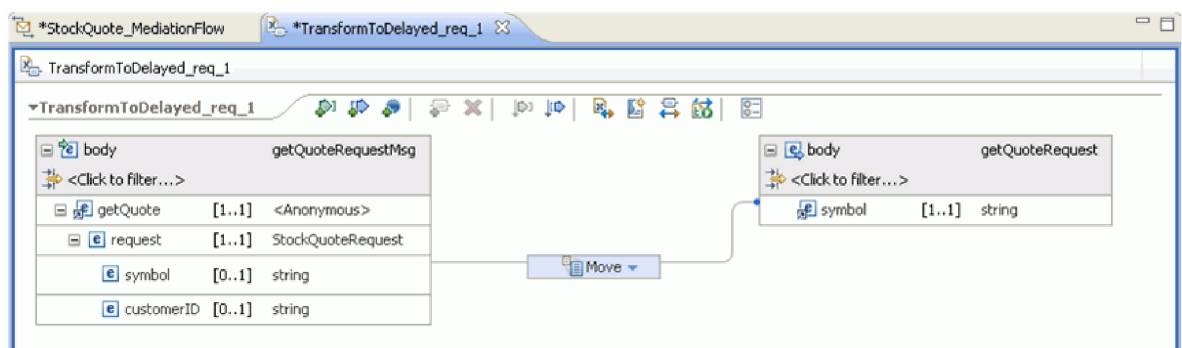 *StockQuote_MediationFlow *TransformToDelayed_req_1
TransformToDelayed_req_1
TransformToDelayed_req_1
body getQuoteRequestMsg body getQuoteRequest
<Click to filter...> <Click to filter...>
getQuote [1..1] <Anonymous> symbol [1..1] string
request [1..1] StockQuoteRequest
symbol [0..1] string Move
customerID [0..1] string